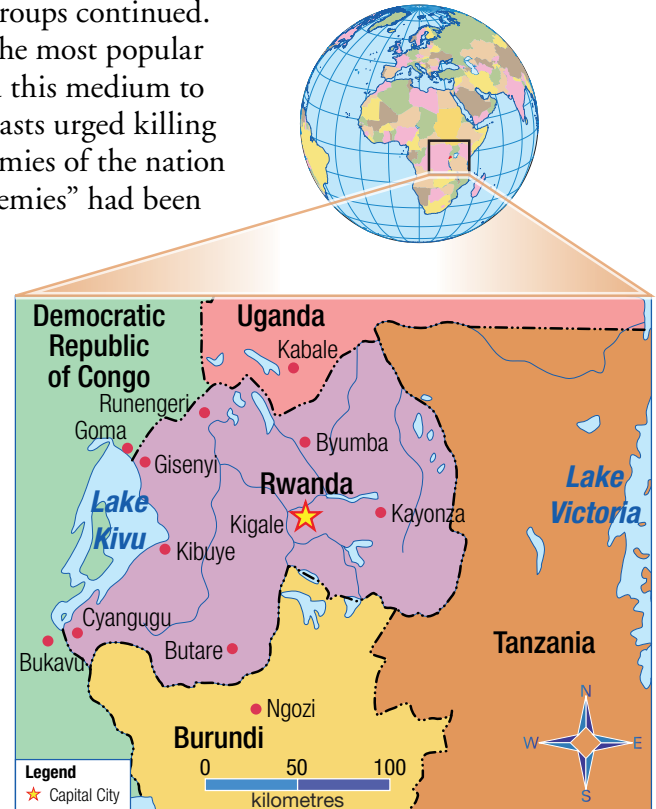 roups continued.
he most popular
this medium to
asts urged killing
mies of the nation
emies” had been
Democratic
Republic
of Congo
Uganda
Kabale
Runengeri
Goma
Gisenyi
Byumba
Rwanda
Lake
Kivu
Kigale
Kayonza
Lake
Victoria
Kibuye
Cyangugu
Bukavu
Butare
Tanzania
Ngozi
Burundi
N
W E
S
Legend
Capital City
0 50 100
kilometres